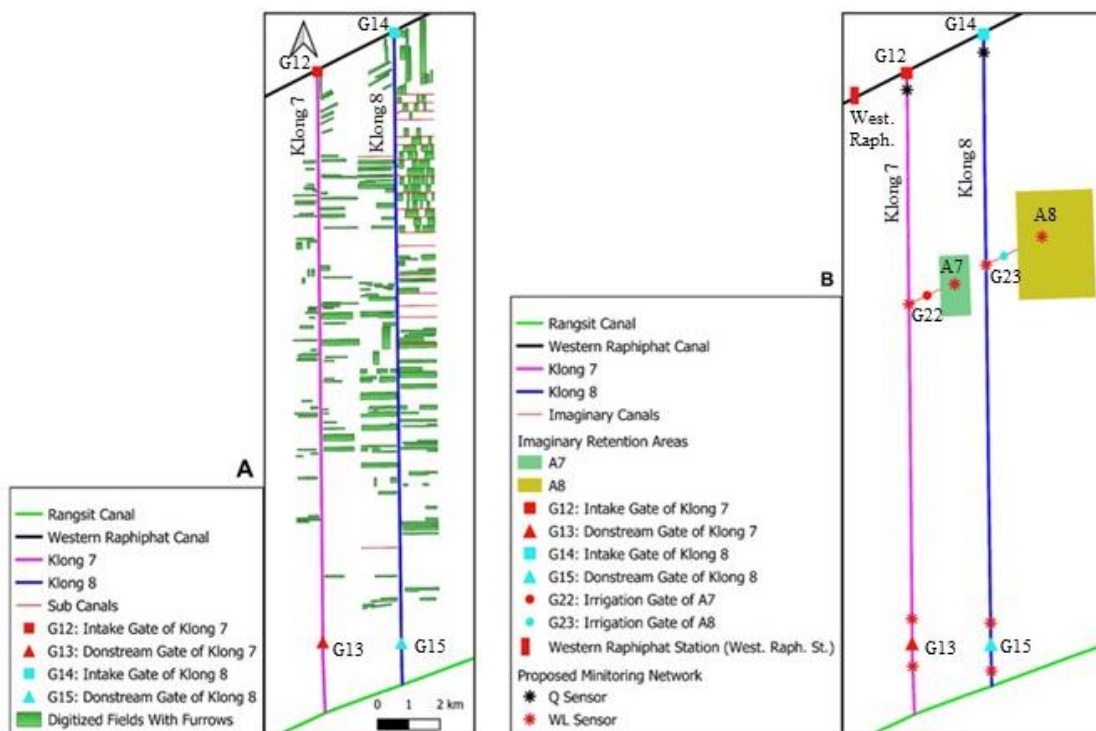 G14
G12
Klong 7
Klong 8
G13
G15
0 1 2 km
A
Rangsit Canal
Western Raphiphat Canal
Klong 7
Klong 8
Sub Canals
G12: Intake Gate of Klong 7
G13: Donstream Gate of Klong 7
G14: Intake Gate of Klong 8
G15: Donstream Gate of Klong 8
Digitized Fields With Furrows
B
Rangsit Canal
Western Raphiphat Canal
Klong 7
Klong 8
Imaginary Canals
Imaginary Retention Areas
A7
A8
G12: Intake Gate of Klong 7
G13: Donstream Gate of Klong 7
G14: Intake Gate of Klong 8
G15: Donstream Gate of Klong 8
G22: Irrigation Gate of A7
G23: Irrigation Gate of A8
Western Raphiphat Station (West. Raph. St.)
Proposed Minitoring Network
Q Sensor
WL Sensor
G14
G12
West.
Raph.
Klong 7
Klong 8
A8
A7
G23
G22
G13
G15